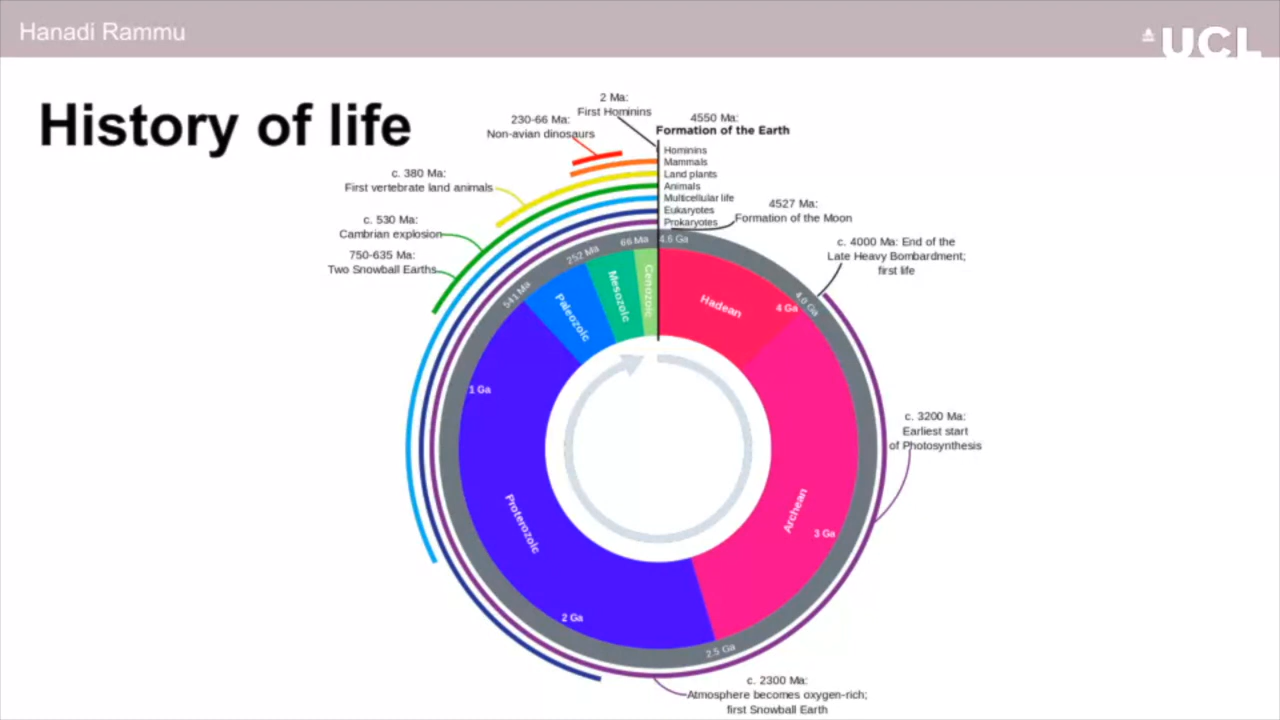 Hanadi Rammu
UCL
History of life
2 Ma:
First Hominins
230-66 Ma:
Non-avian dinosaurs
4550 Ma:
Formation of the Earth
Hominins
Mammals
Land plants
Animals
Multicellular life
Eukaryotes
Prokaryotes
c. 380 Ma:
First vertebrate land animals
4527 Ma:
Formation of the Moon
c. 530 Ma:
Cambrian explosion
750-635 Ma:
Two Snowball Earths
c. 4000 Ma: End of the
Late Heavy Bombardment;
first life
4.6 Ga
66 Ma
252 Ma
541 Ma
4.0 Ga
Cenozoic
Mesozoic
Paleozoic
Hadean
4 Ga
1 Ga
c. 3200 Ma:
Earliest start
of Photosynthesis
Proterozoic
Archean
3 Ga
2 Ga
2.5 Ga
c. 2300 Ma:
Atmosphere becomes oxygen-rich;
first Snowball Earth